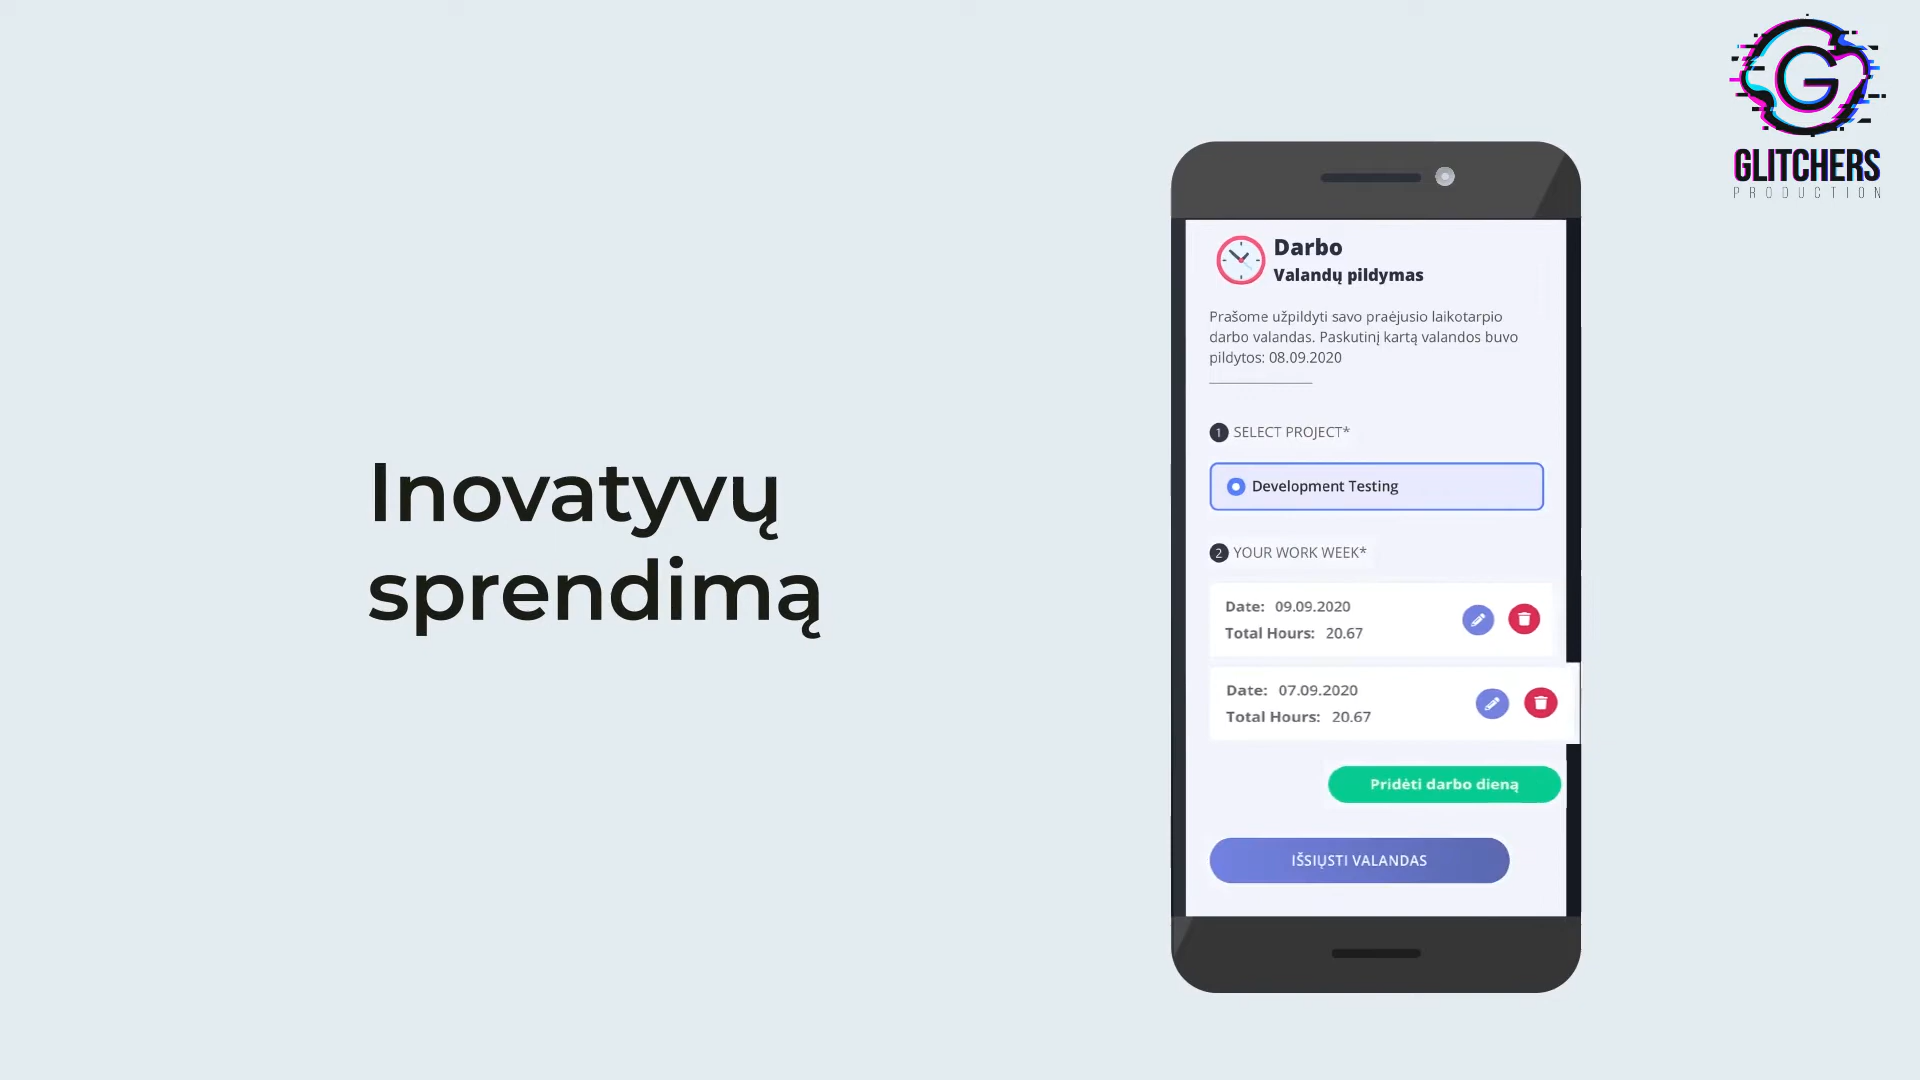 G
GLITCHERS
PRODUCTION
Inovatyvų
sprendimą
Darbo
Valandų pildymas
Prašome užpildyti savo praėjusio laikotarpio
darbo valandas. Paskutinį kartą valandos buvo
pildytos: 08.09.2020
1 SELECT PROJECT*
Development Testing
2 YOUR WORK WEEK*
Date: 09.09.2020
Total Hours: 20.67
Date: 07.09.2020
Total Hours: 20.67
Pridėti darbo dieną
IŠSIŲSTI VALANDAS